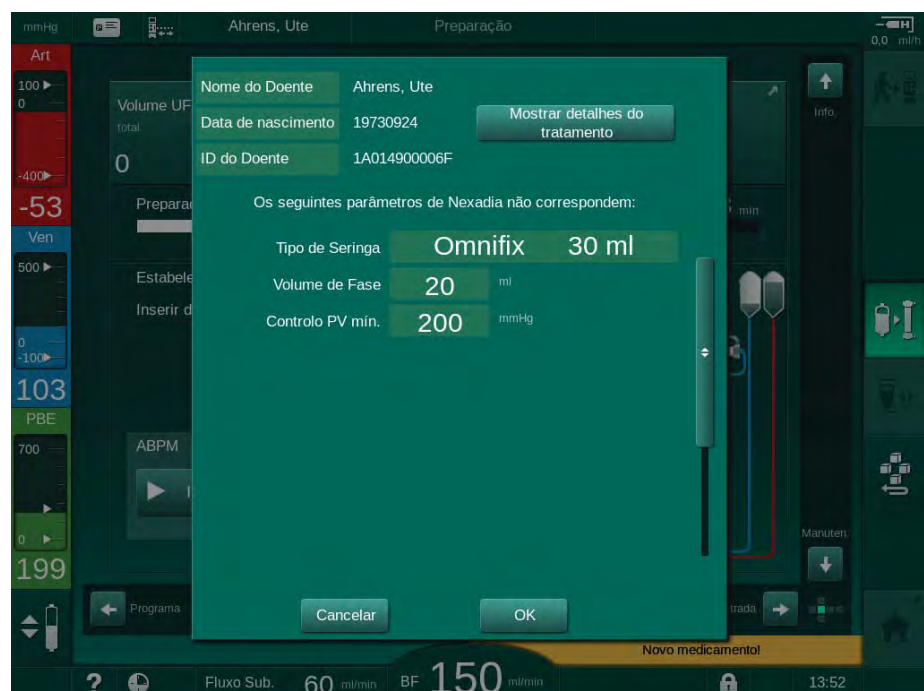 mmHg
Ahrens, Ute
Preparação
0,0 ml/h
Art
100
0
-400
-53
Ven
500
0
-100
103
PBE
700
0
199
Volume UF
total
0
Prepara
min
Estabele
Inserir d
ABPM
Info.
Manuten.
Programa
trada
Nome do Doente Ahrens, Ute
Data de nascimento 19730924
Mostrar detalhes do
tratamento
ID do Doente 1A014900006F
Os seguintes parâmetros de Nexadia não correspondem:
Tipo de Seringa Omnifix 30 ml
Volume de Fase 20 ml
Controlo PV mín. 200 mmHg
Cancelar OK
Novo medicamento!
? Fluxo Sub. 60 ml/min BF 150 ml/min 13:52